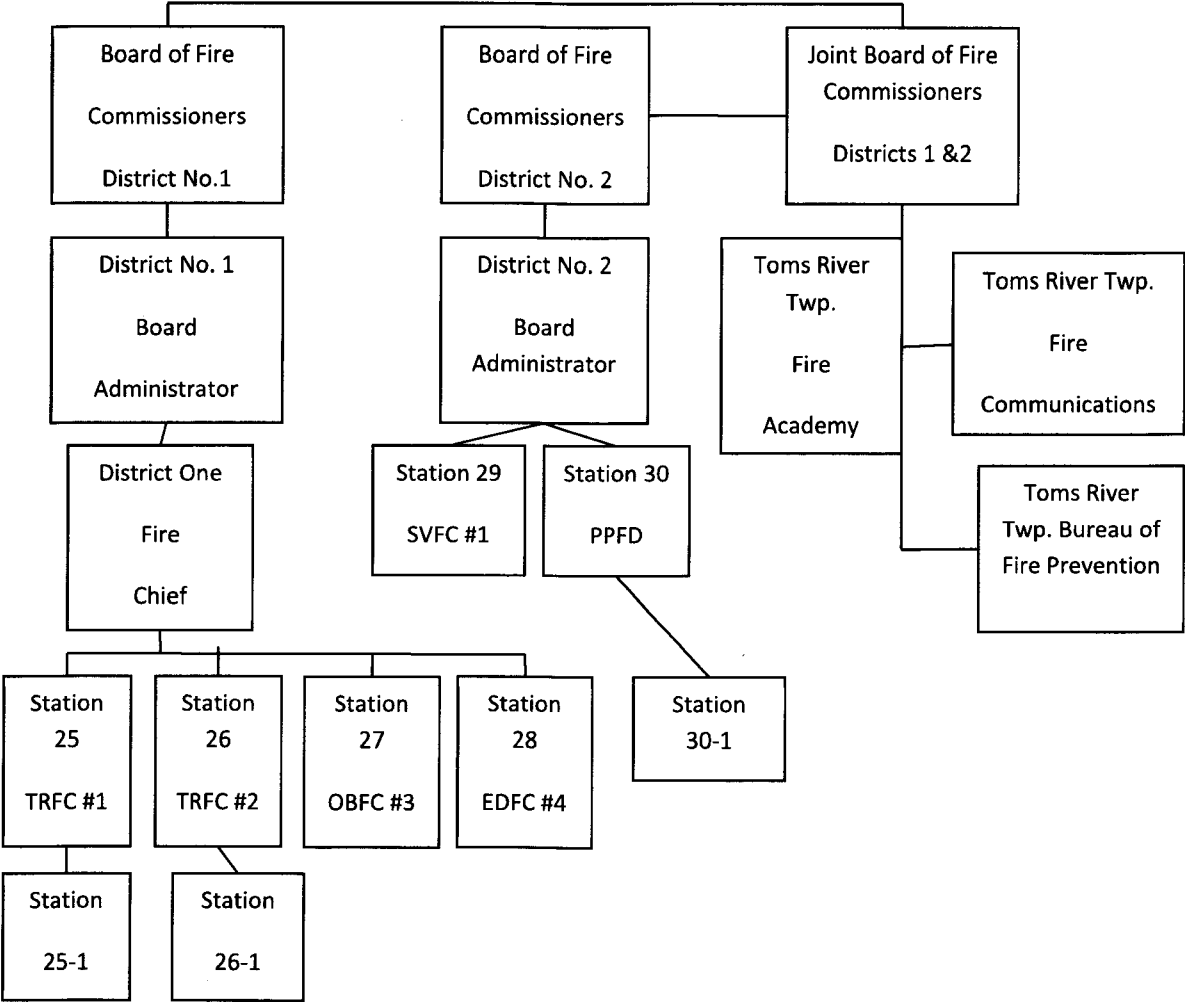 Board of Fire
Commissioners
District No.1
Board of Fire
Commissioners
District No. 2
Joint Board of Fire
Commissioners
Districts 1 &2
District No. 1
Board
Administrator
District No. 2
Board
Administrator
Toms River
Twp.
Fire
Academy
Toms River Twp.
Fire
Communications
District One
Fire
Chief
Station 29
SVFC #1
Station 30
PPFD
Toms River
Twp. Bureau of
Fire Prevention
Station
25
TRFC #1
Station
26
TRFC #2
Station
27
OBFC #3
Station
28
EDFC #4
Station
30-1
Station
25-1
Station
26-1